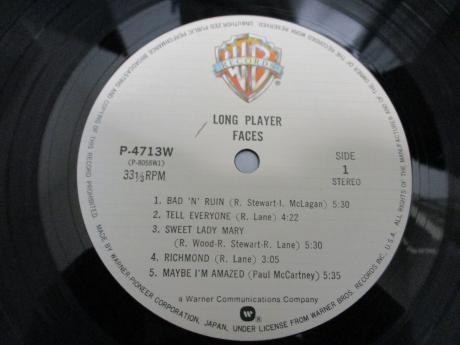 WB
RECORDS
LONG PLAYER
FACES
P-4713W
(P-8055W1)
33 1/3 RPM
SIDE
1
STEREO
1. BAD 'N' RUIN (R. Stewart-I. McLagan) 5:30
2. TELL EVERYONE (R. Lane) 4:22
3. SWEET LADY MARY
(R. Wood-R. Stewart-R. Lane) 5:30
4. RICHMOND (R. Lane) 3:05
5. MAYBE I'M AMAZED (Paul McCartney) 5:35
a Warner Communications Company
MADE BY WARNER-PIONEER CORPORATION, JAPAN, UNDER LICENSE FROM WARNER BROS. RECORDS INC. U.S.A. ALL RIGHTS OF THE MANUFACTURER AND OF THE OWNER OF THE RECORDED WORK RESERVED. UNAUTHORIZED PUBLIC PERFORMANCE, BROADCASTING AND COPYING OF THIS RECORD PROHIBITED.